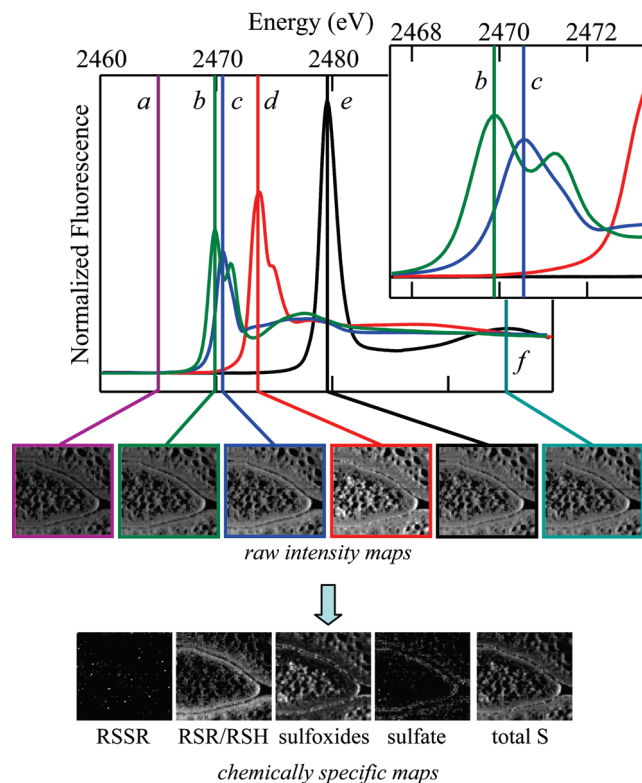 Energy (eV)
2460 2470 2480
2468 2470 2472
a b c d e
b c
f
Normalized Fluorescence
raw intensity maps
RSSR RSR/RSH sulfoxides sulfate total S
chemically specific maps